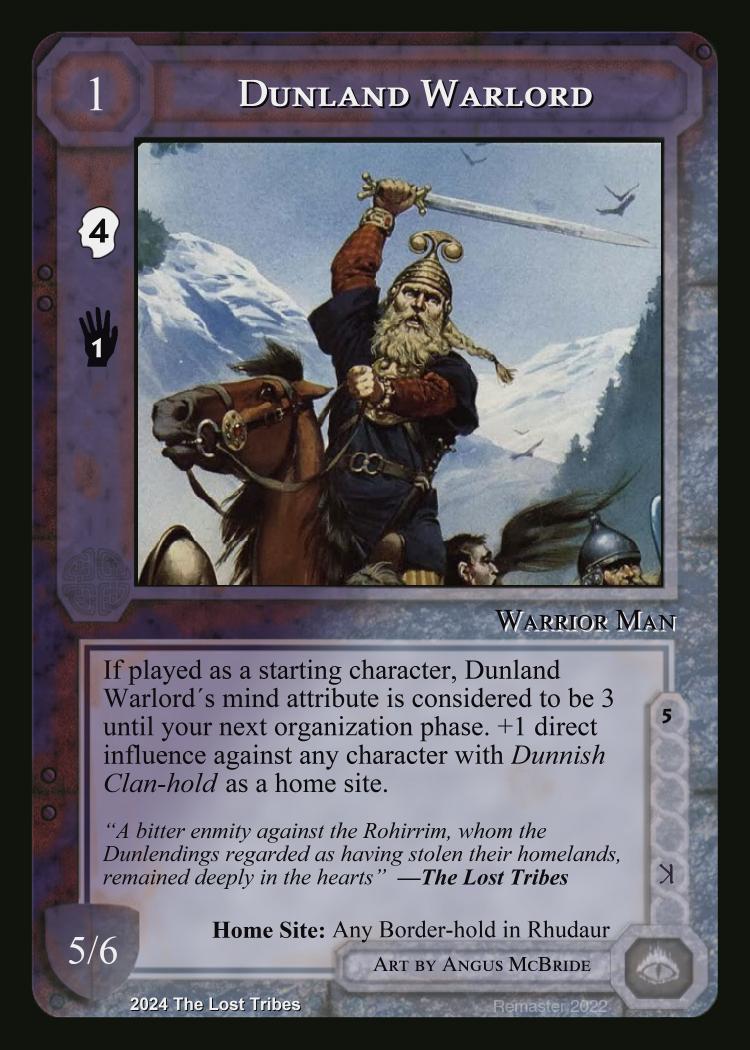 1
Dunland Warlord
4
1
Warrior Man
If played as a starting character, Dunland
Warlord´s mind attribute is considered to be 3
until your next organization phase. +1 direct
influence against any character with Dunnish
Clan-hold as a home site.
5
“A bitter enmity against the Rohirrim, whom the
Dunlendings regarded as having stolen their homelands,
remained deeply in the hearts” —The Lost Tribes
Home Site: Any Border-hold in Rhudaur
5/6
Art by Angus McBride
2024 The Lost Tribes
Remaster 2022